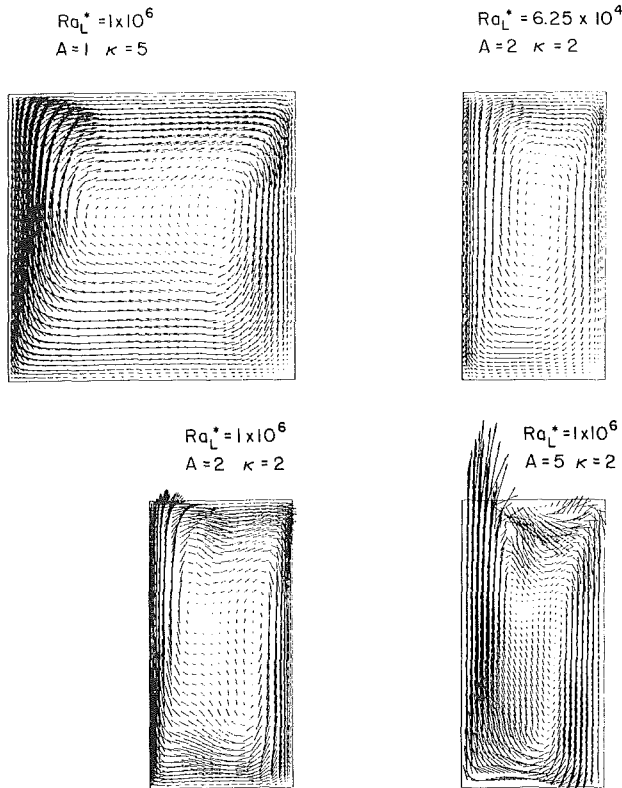 Ra_L^* = 1 x 10^6
A = 1 κ = 5
Ra_L^* = 6.25 x 10^4
A = 2 κ = 2
Ra_L^* = 1 x 10^6
A = 2 κ = 2
Ra_L^* = 1 x 10^6
A = 5 κ = 2